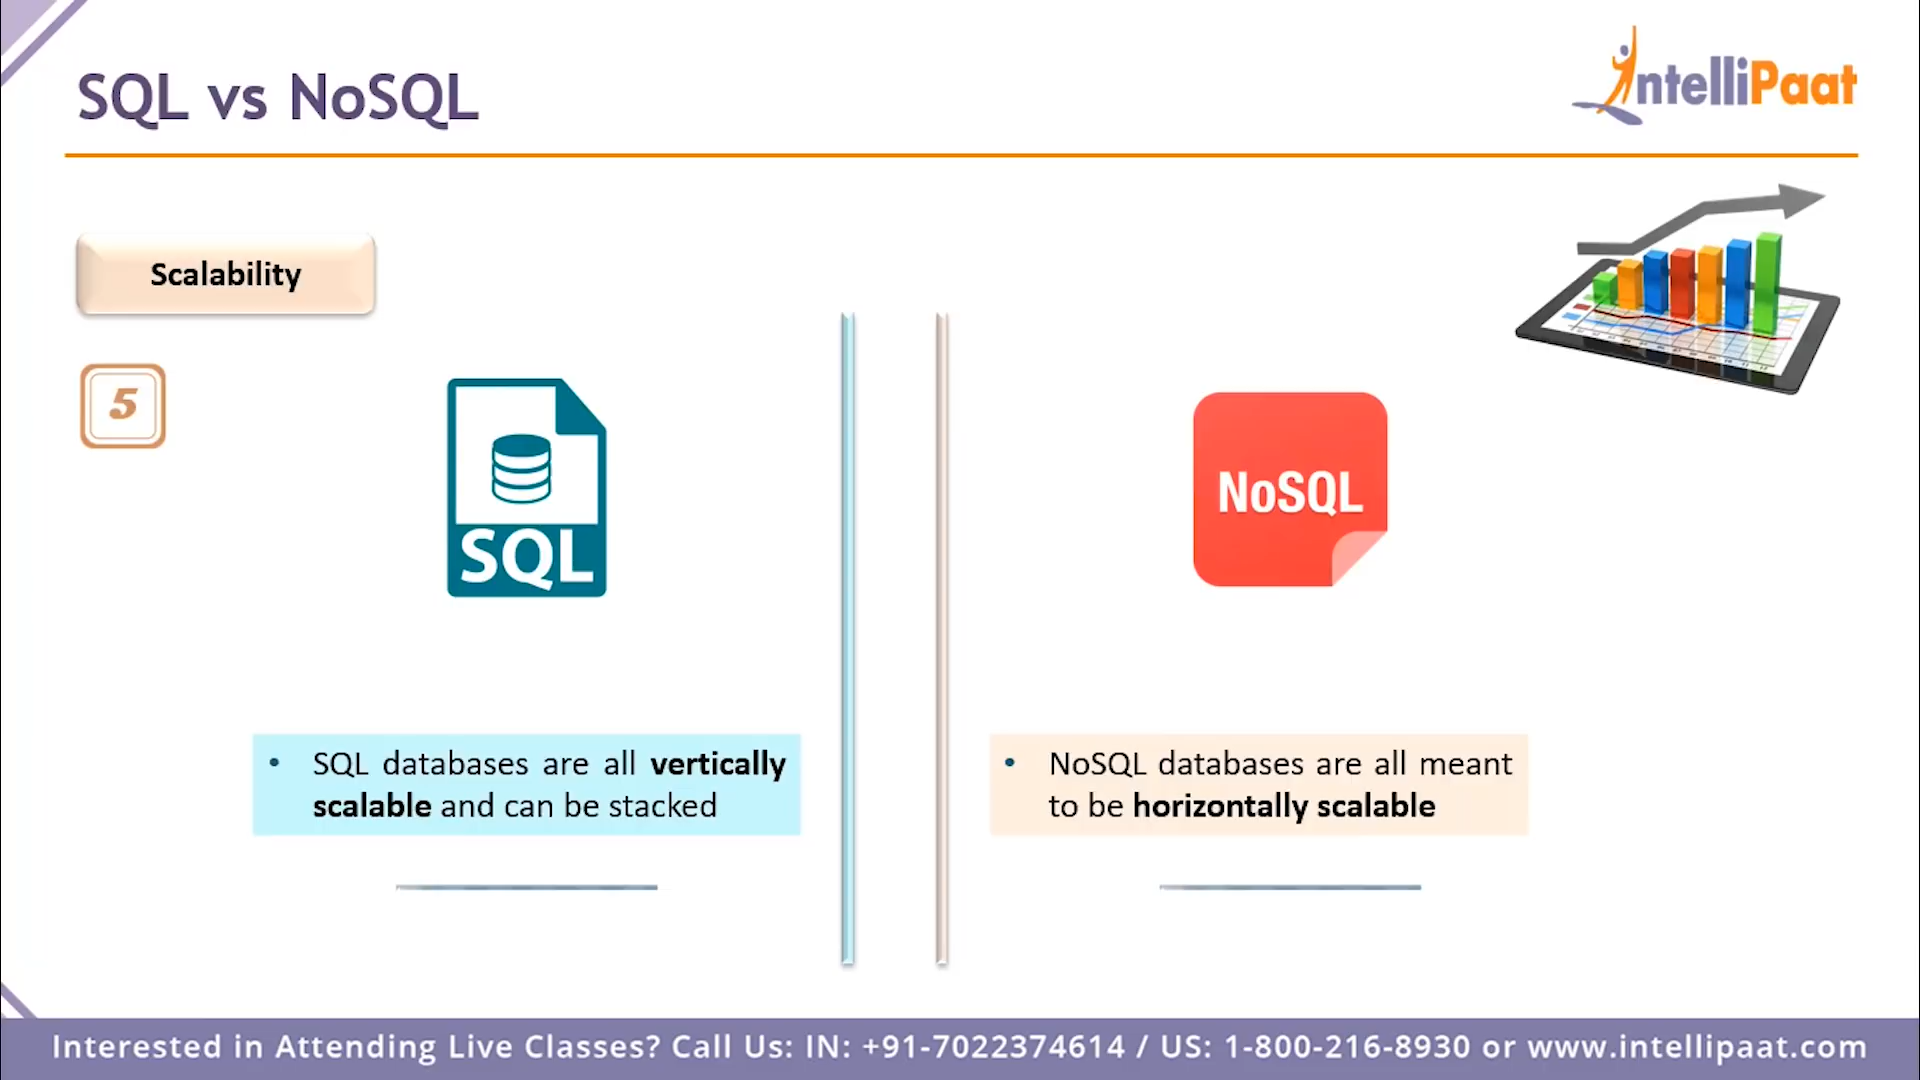 SQL vs NoSQL
IntelliPaat
Scalability
5
SQL
NoSQL
• SQL databases are all vertically
scalable and can be stacked
• NoSQL databases are all meant
to be horizontally scalable
Interested in Attending Live Classes? Call Us: IN: +91-7022374614 / US: 1-800-216-8930 or www.intellipaat.com